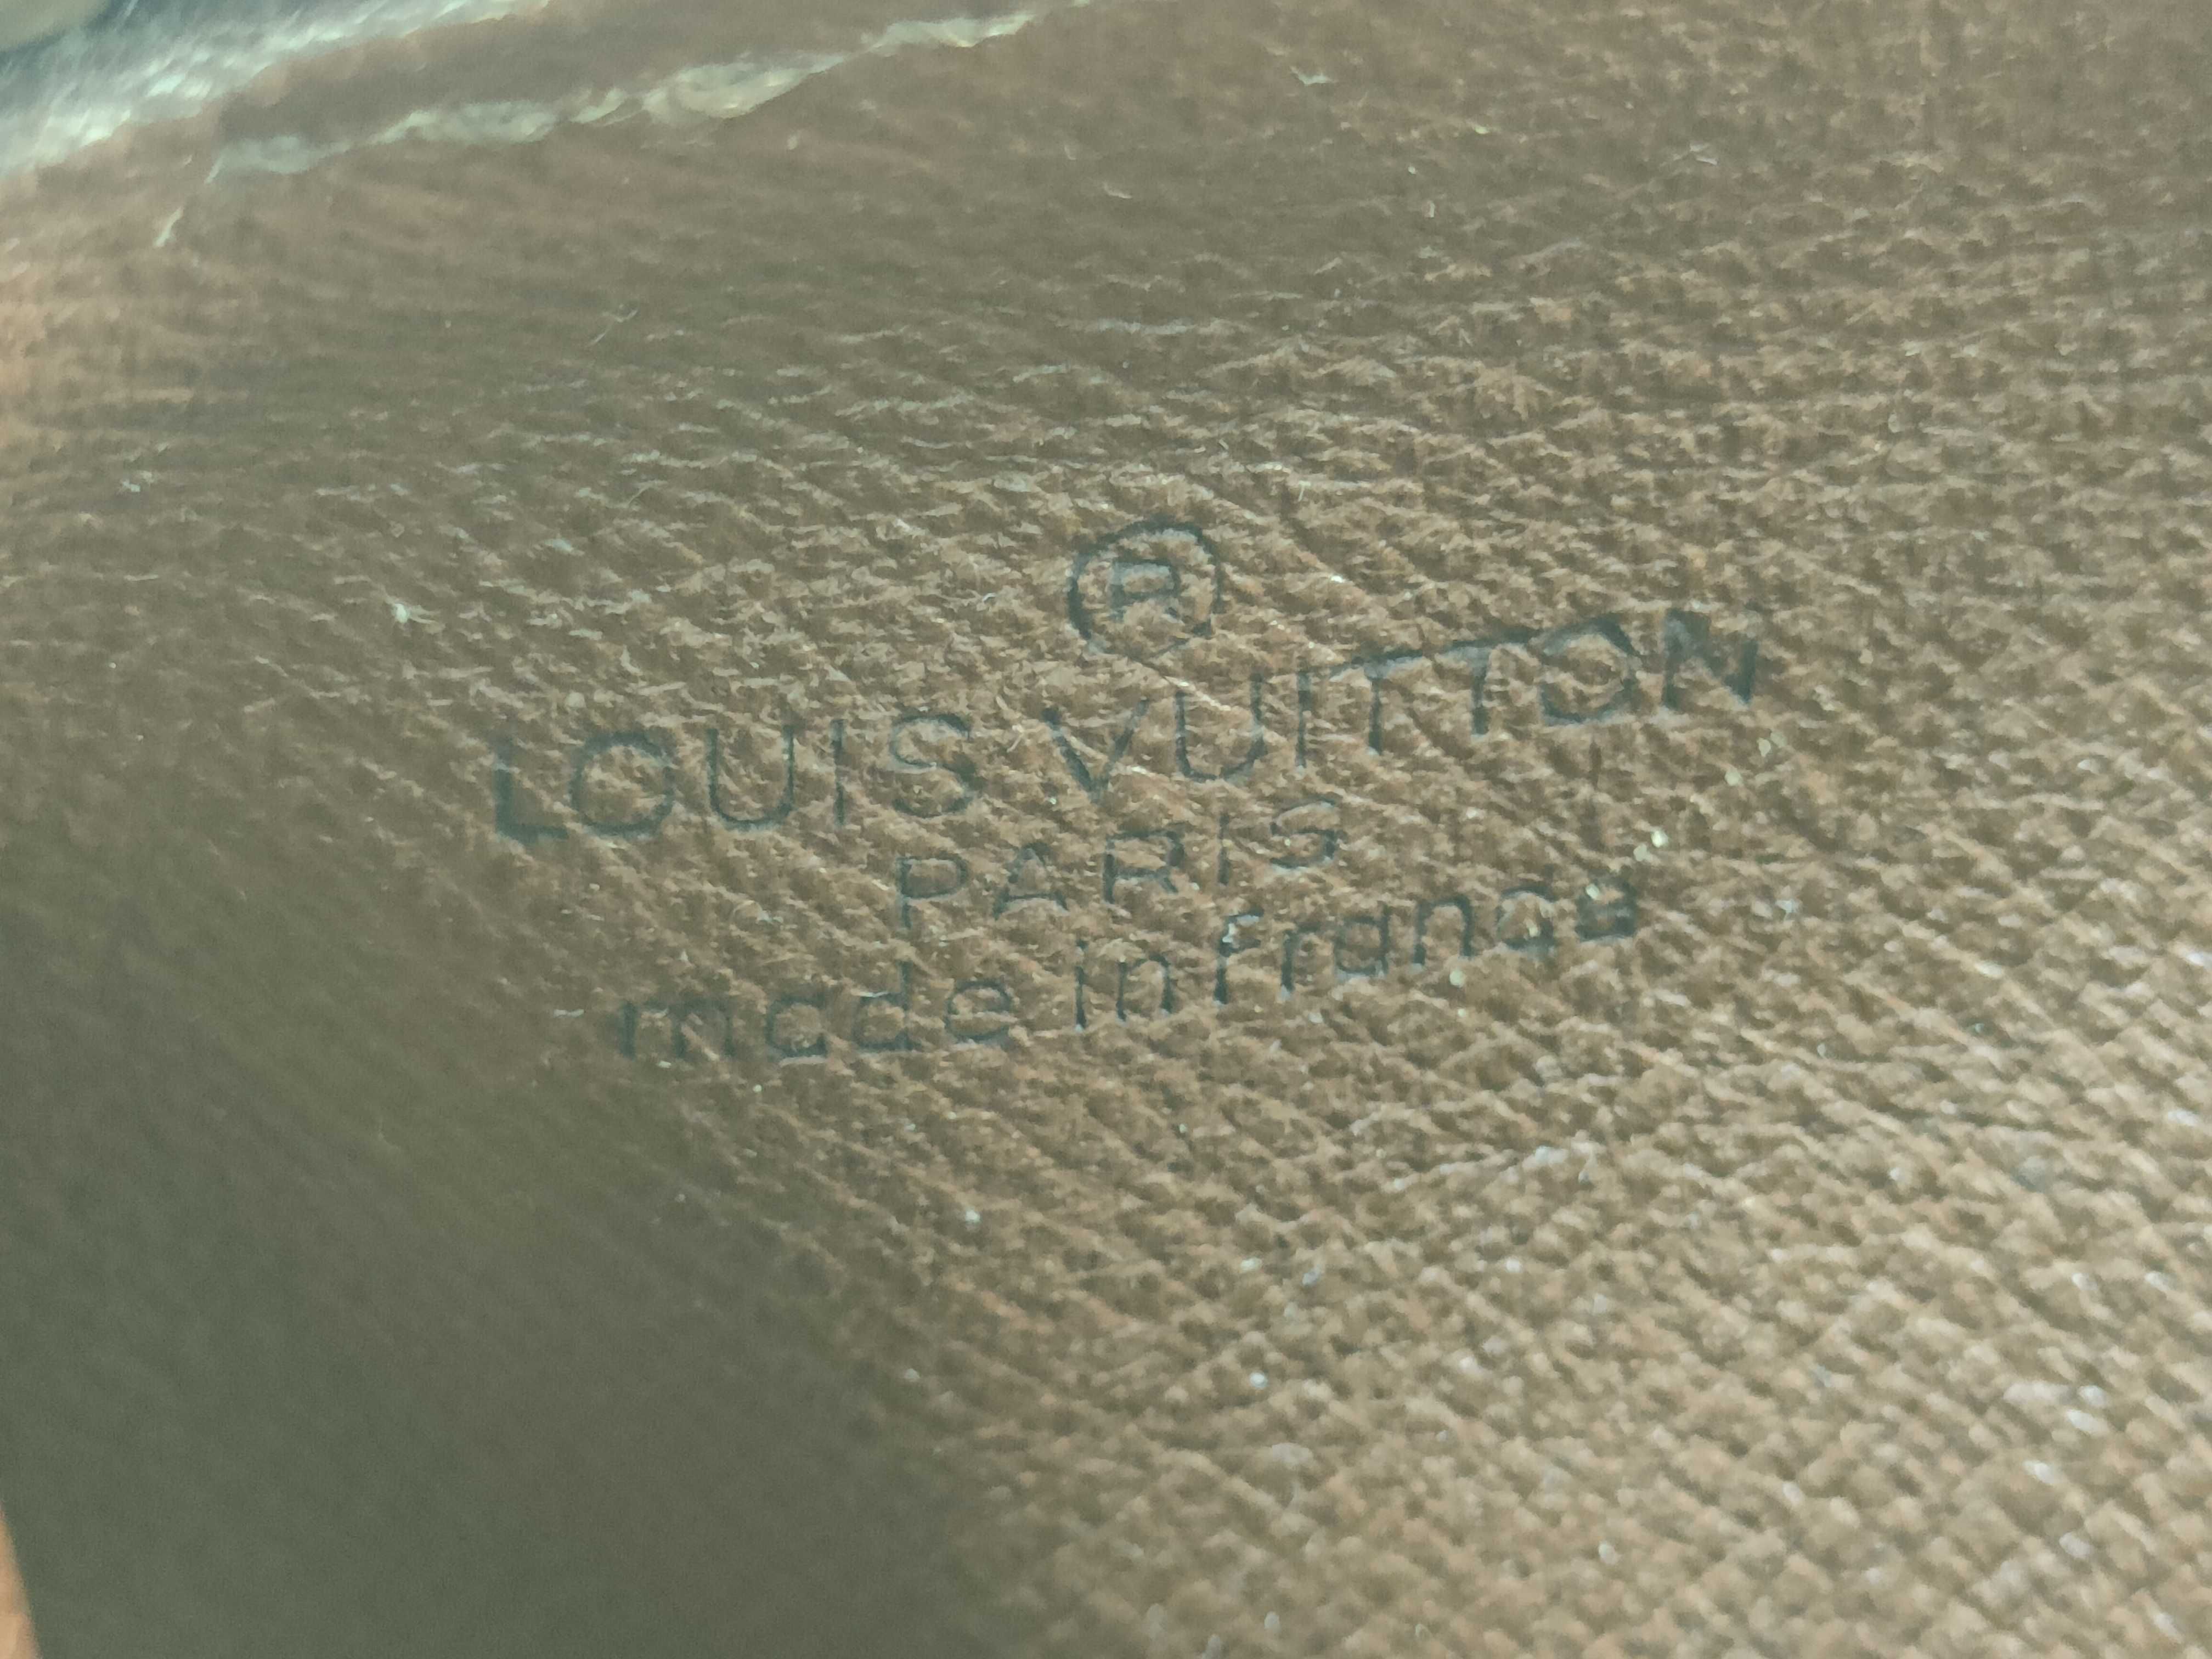 ®
LOUIS VUITTON
PARIS
made in france